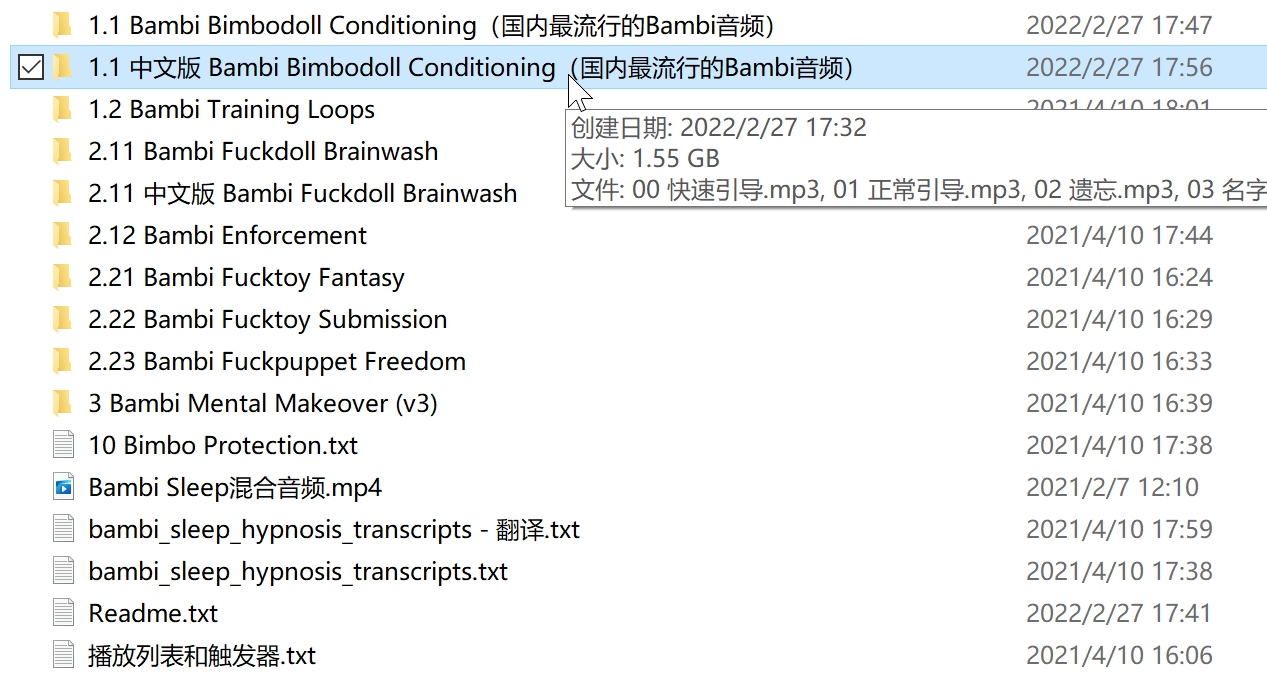 1.1 Bambi Bimbodoll Conditioning（国内最流行的Bambi音频） 2022/2/27 17:47
1.1 中文版 Bambi Bimbodoll Conditioning（国内最流行的Bambi音频） 2022/2/27 17:56
1.2 Bambi Training Loops 2021/4/10 18:01
创建日期: 2022/2/27 17:32
2.11 Bambi Fuckdoll Brainwash
大小: 1.55 GB
2.11 中文版 Bambi Fuckdoll Brainwash
文件: 00 快速引导.mp3, 01 正常引导.mp3, 02 遗忘.mp3, 03 名字
2.12 Bambi Enforcement 2021/4/10 17:44
2.21 Bambi Fucktoy Fantasy 2021/4/10 16:24
2.22 Bambi Fucktoy Submission 2021/4/10 16:29
2.23 Bambi Fuckpuppet Freedom 2021/4/10 16:33
3 Bambi Mental Makeover (v3) 2021/4/10 16:39
10 Bimbo Protection.txt 2021/4/10 17:38
Bambi Sleep混合音频.mp4 2021/2/7 12:10
bambi_sleep_hypnosis_transcripts - 翻译.txt 2021/4/10 17:59
bambi_sleep_hypnosis_transcripts.txt 2021/4/10 17:38
Readme.txt 2022/2/27 17:41
播放列表和触发器.txt 2021/4/10 16:06